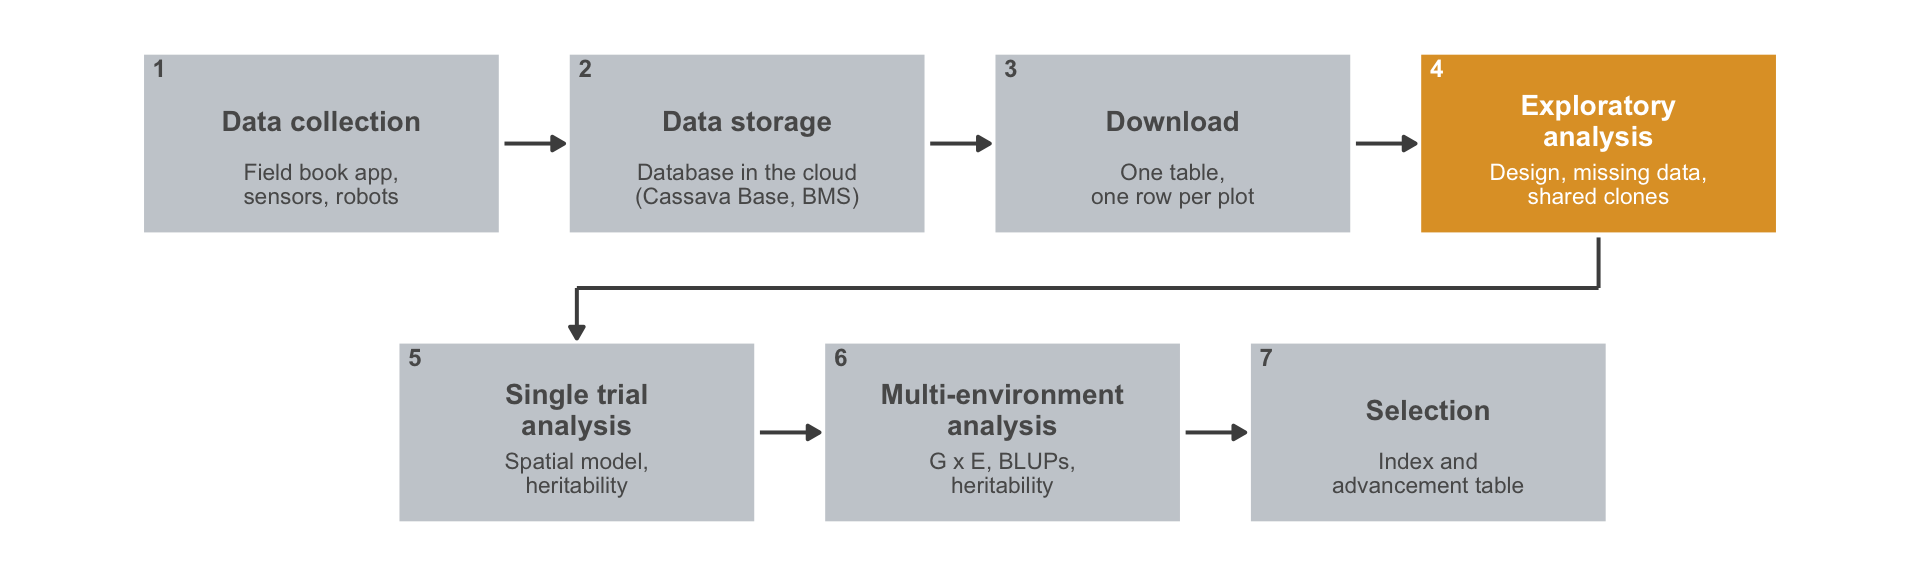 1
Data collection
Field book app,
sensors, robots
2
Data storage
Database in the cloud
(Cassava Base, BMS)
3
Download
One table,
one row per plot
4
Exploratory
analysis
Design, missing data,
shared clones
5
Single trial
analysis
Spatial model,
heritability
6
Multi-environment
analysis
G x E, BLUPs,
heritability
7
Selection
Index and
advancement table